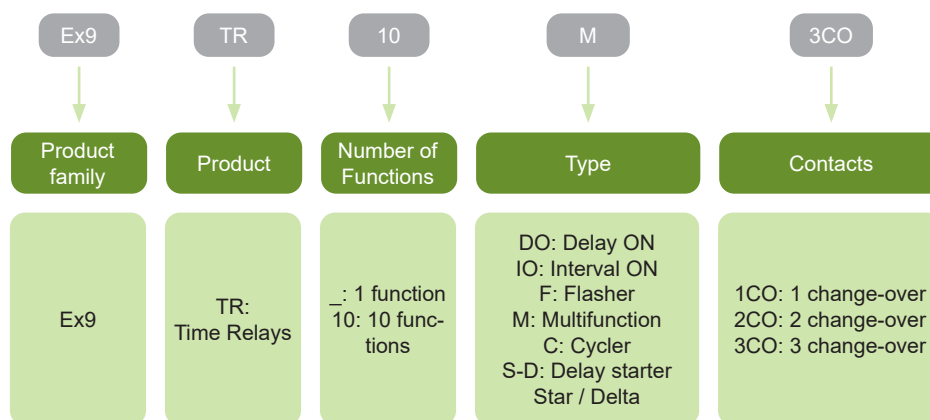 Ex9
TR
10
M
3CO
Product
family
Product
Number of
Functions
Type
Contacts
Ex9
TR:
Time Relays
_: 1 function
10: 10 func-
tions
DO: Delay ON
IO: Interval ON
F: Flasher
M: Multifunction
C: Cycler
S-D: Delay starter
Star / Delta
1CO: 1 change-over
2CO: 2 change-over
3CO: 3 change-over